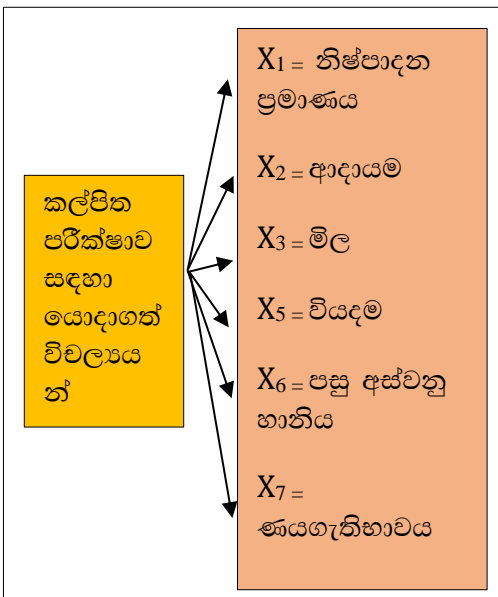 කල්පිත
පරීක්ෂාව
සඳහා
යොදාගත්
විචල්‍යය
න්
X1 = නිෂ්පාදන
ප්‍රමාණය
X2 = ආදායම
X3 = මිල
X5 = වියදම
X6 = පසු අස්වනු
හානිය
X7 =
ණයගැතිභාවය